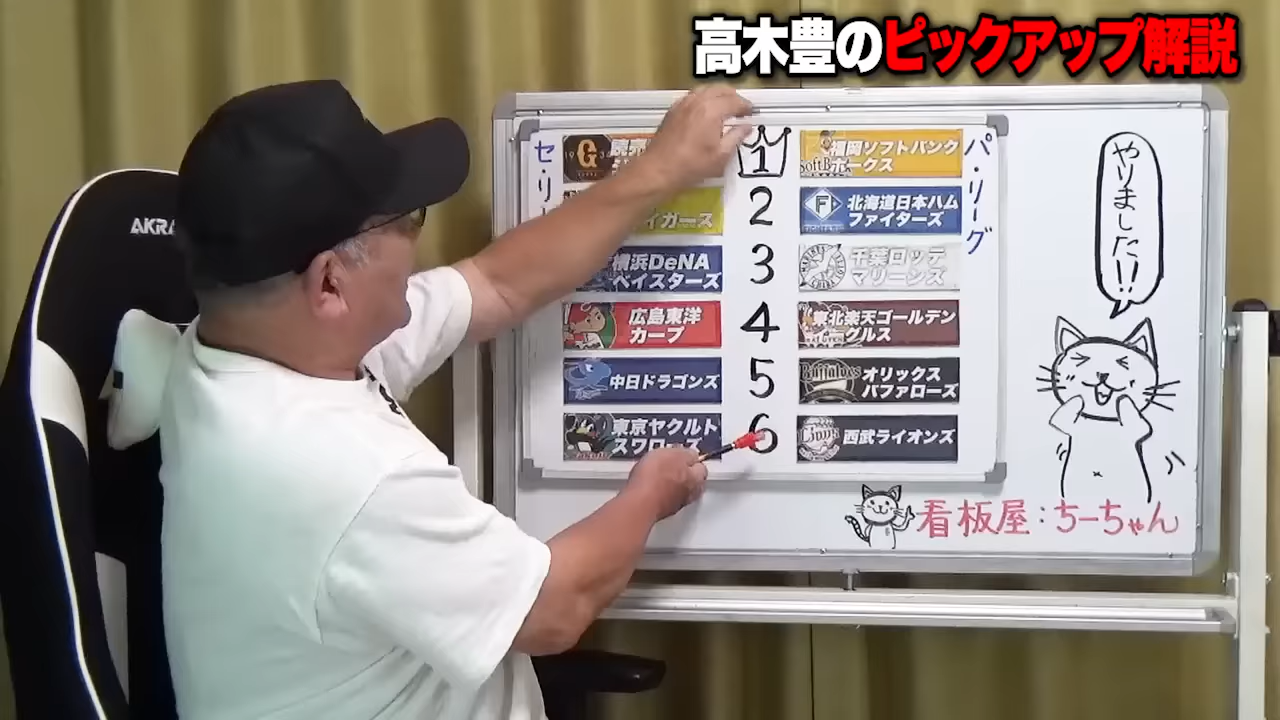 高木豊のピックアップ解説
AKRA
セ・リー
パ・リーグ
G
読売
1
福岡ソフトバンク
ホークス
イガース
2
F
北海道日本ハム
ファイターズ
横浜DeNA
ベイスターズ
3
千葉ロッテ
マリーンズ
広島東洋
カープ
4
東北楽天ゴールデン
グルス
中日ドラゴンズ
5
Buffaloes
オリックス
バファローズ
東京ヤクルト
スワローズ
6
Lions
西武ライオンズ
やりました!!
看板屋:ちーちゃん